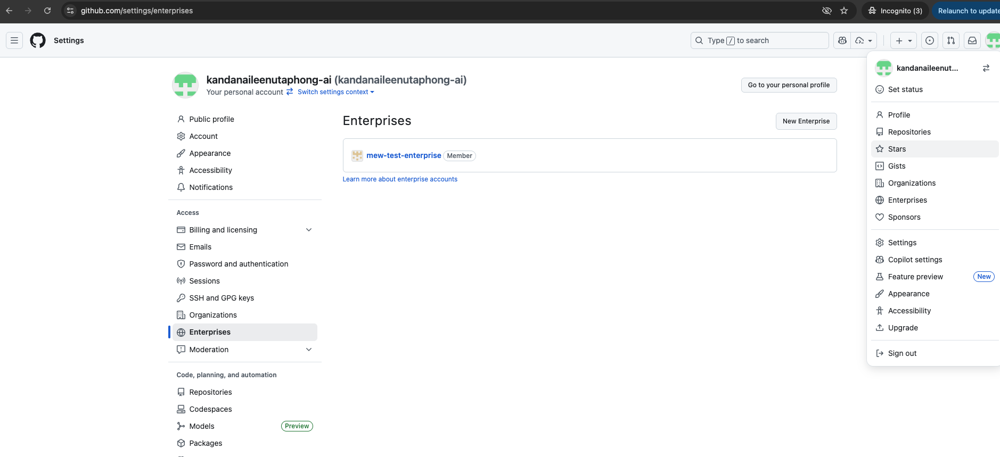 github.com/settings/enterprises
Incognito (3)
Relaunch to update
Settings
Type / to search
kandanaileenutaphong-ai (kandanaileenutaphong-ai)
Your personal account
Switch settings context
Go to your personal profile
Public profile
Account
Appearance
Accessibility
Notifications
Access
Billing and licensing
Emails
Password and authentication
Sessions
SSH and GPG keys
Organizations
Enterprises
Moderation
Code, planning, and automation
Repositories
Codespaces
Models Preview
Packages
Enterprises
New Enterprise
mew-test-enterprise Member
Learn more about enterprise accounts
kandanaileenut...
Set status
Profile
Repositories
Stars
Gists
Organizations
Enterprises
Sponsors
Settings
Copilot settings
Feature preview New
Appearance
Accessibility
Upgrade
Sign out